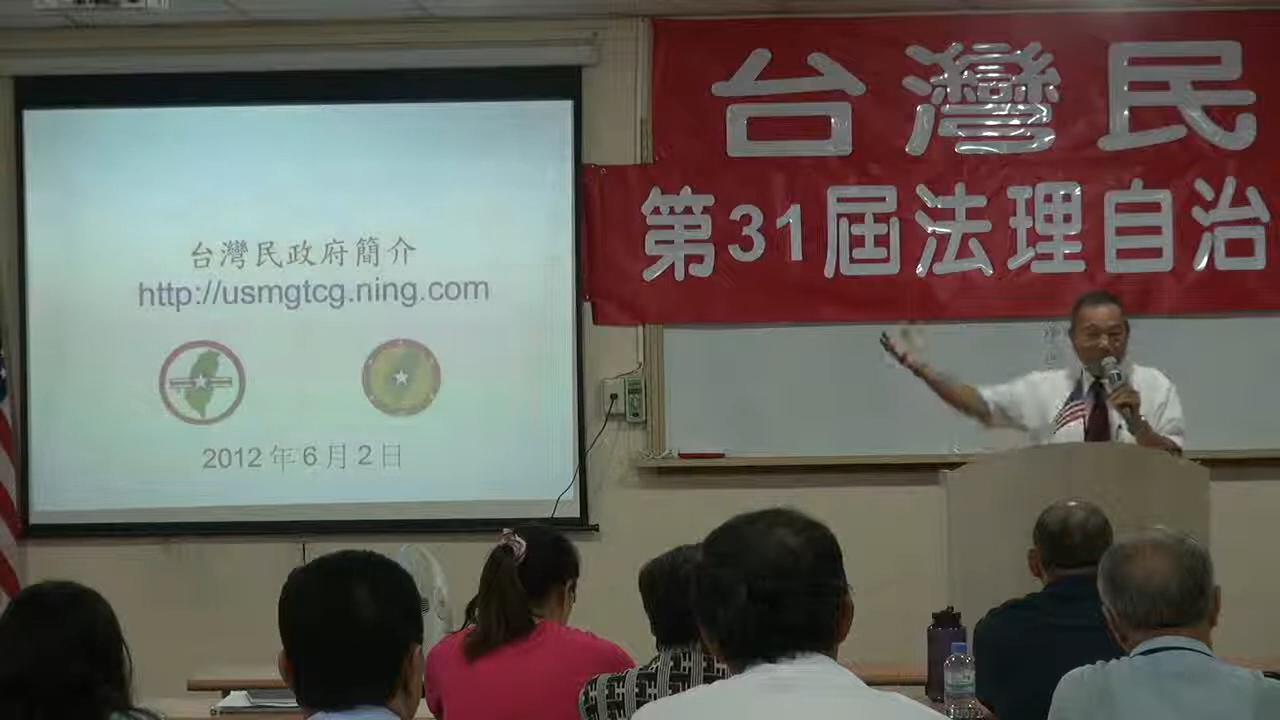 台灣民政府簡介
http://usmgtcg.ning.com
2012年6月2日
台灣民
第31屆法理自治